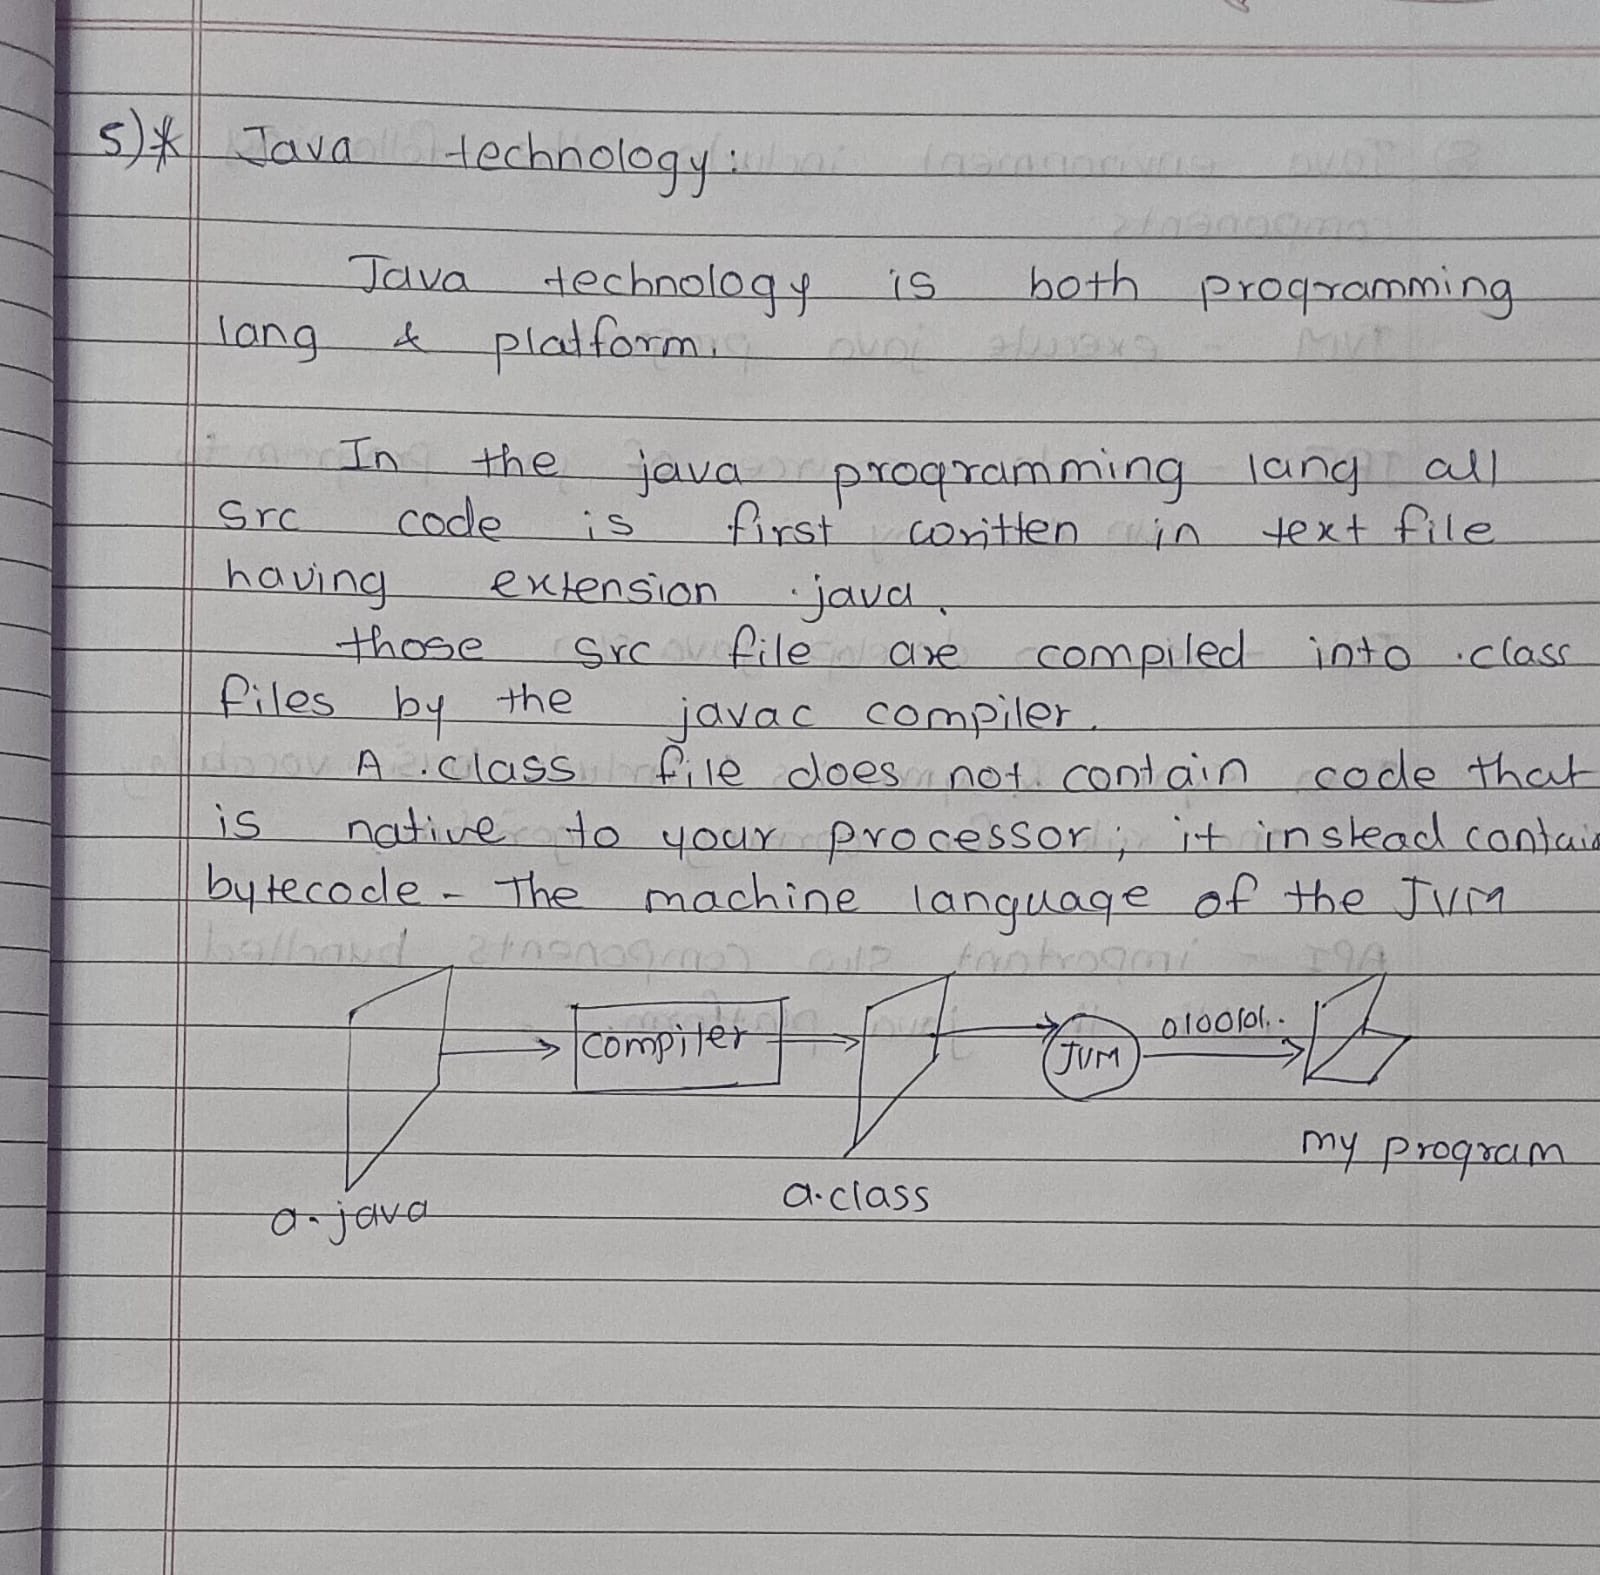 5)* Java technology:
Java technology is both programming
lang & platform.
In the java programming lang all
src code is first written in text file
having extension .java.
those src file are compiled into .class
files by the javac compiler.
A .class file does not contain code that
is native to your processor; it instead contai
bytecode - The machine language of the JVM
compiler
JVM
0100101..
my program
a.class
a.java